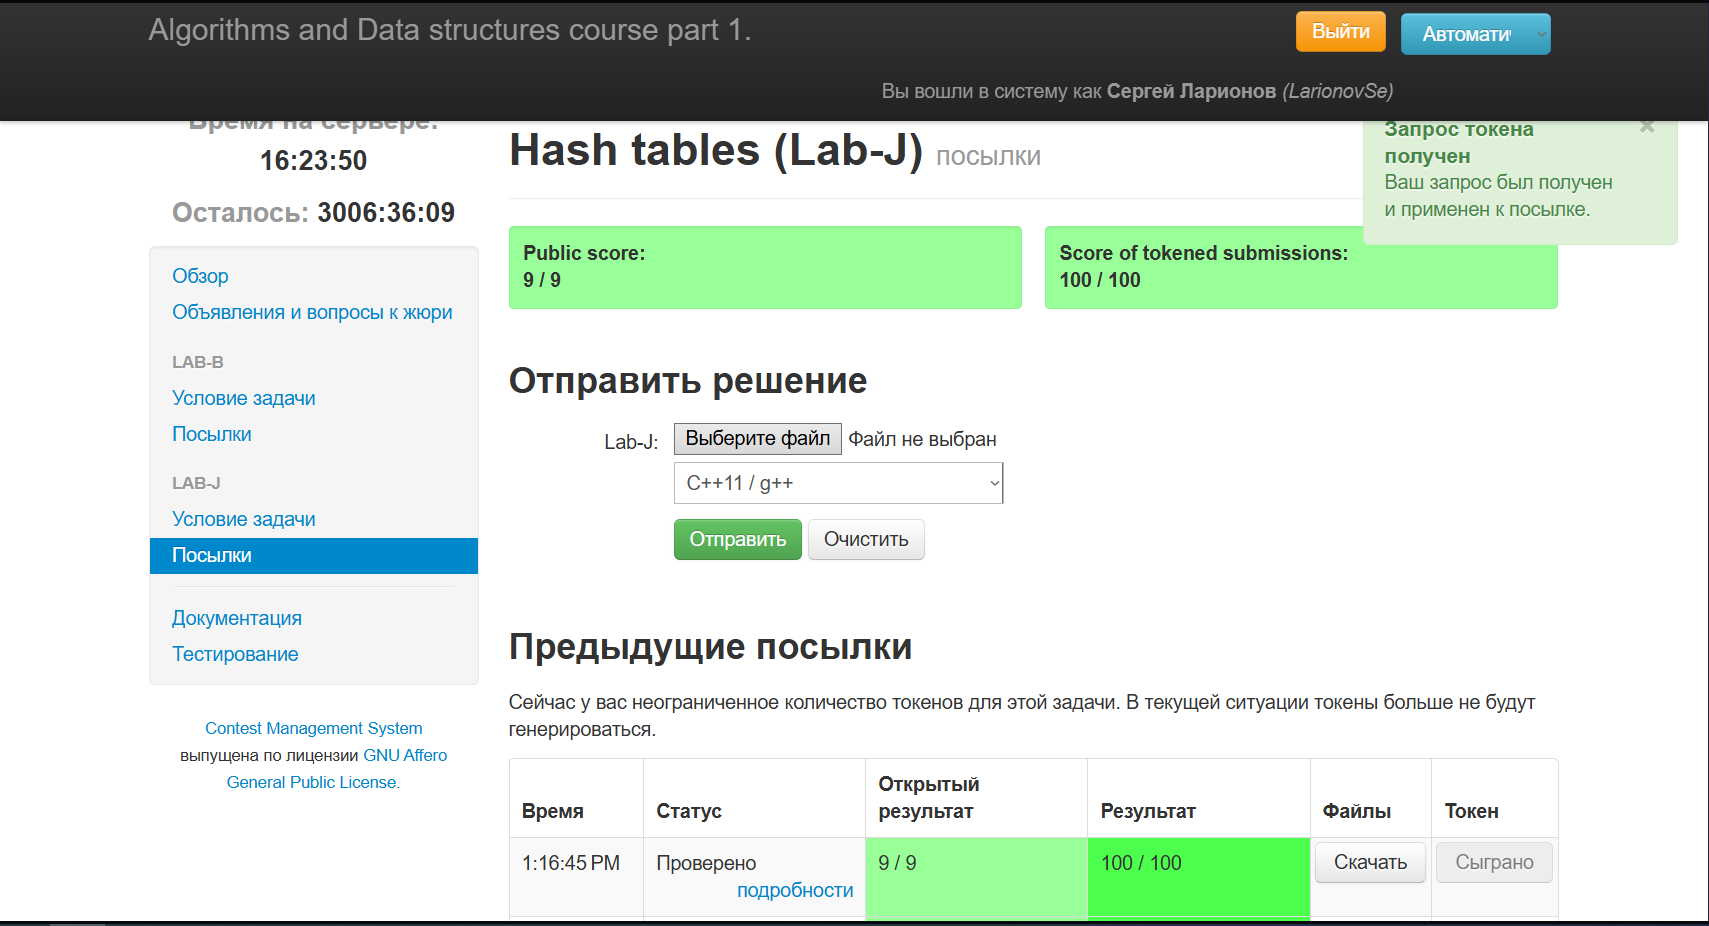 Algorithms and Data structures course part 1.
Выйти
Автомати
Вы вошли в систему как Сергей Ларионов (LarionovSe)
Время на сервере:
16:23:50
Осталось: 3006:36:09
Обзор
Объявления и вопросы к жюри
LAB-B
Условие задачи
Посылки
LAB-J
Условие задачи
Посылки
Документация
Тестирование
Contest Management System
выпущена по лицензии GNU Affero
General Public License.
Hash tables (Lab-J) посылки
Запрос токена
получен
×
Ваш запрос был получен
и применен к посылке.
Public score:
9 / 9
Score of tokened submissions:
100 / 100
Отправить решение
Lab-J: Выберите файл Файл не выбран
C++11 / g++
Отправить Очистить
Предыдущие посылки
Сейчас у вас неограниченное количество токенов для этой задачи. В текущей ситуации токены больше не будут
генерироваться.
Время Статус Открытый результат Результат Файлы Токен
1:16:45 PM Проверено 9 / 9 100 / 100 Скачать Сыграно
подробности